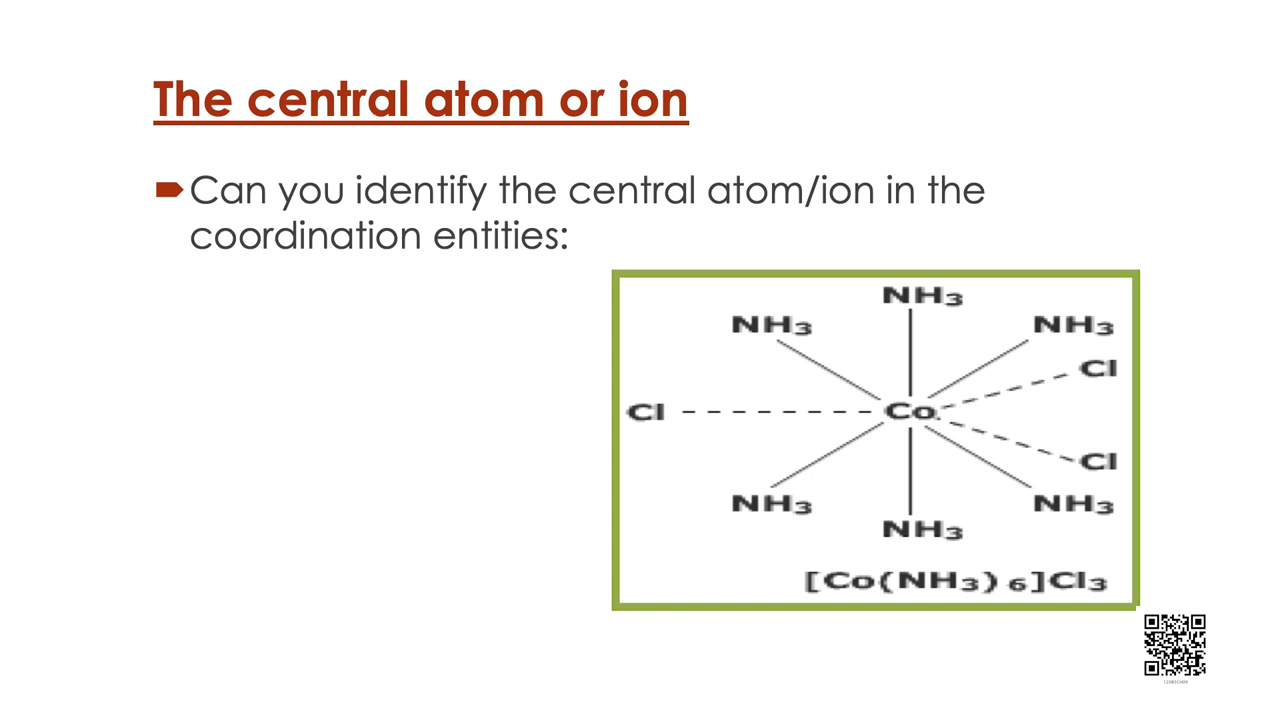 The central atom or ion
Can you identify the central atom/ion in the
coordination entities:
NH₃
NH₃ NH₃
Cl
Cl Co
Cl
NH₃ NH₃
NH₃
[Co(NH₃)₆]Cl₃